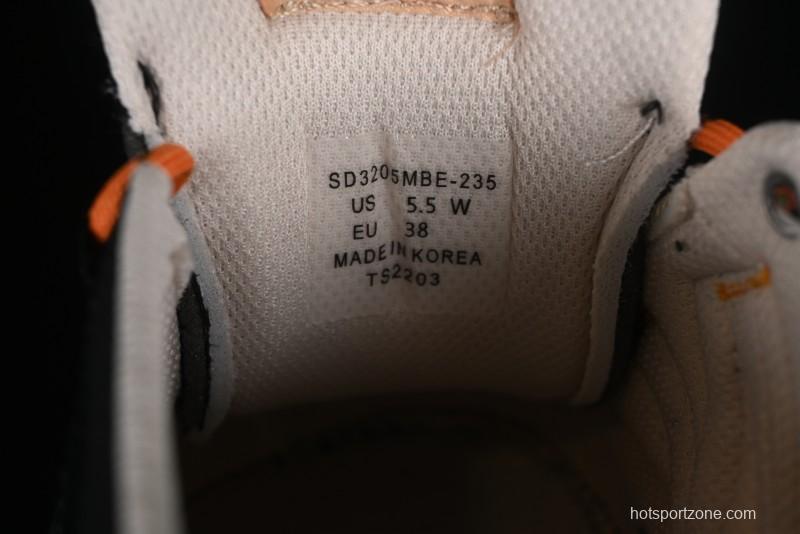 SD3205MBE-235
US 5.5 W
EU 38
MADE IN KOREA
TS2203
hotsportzone.com